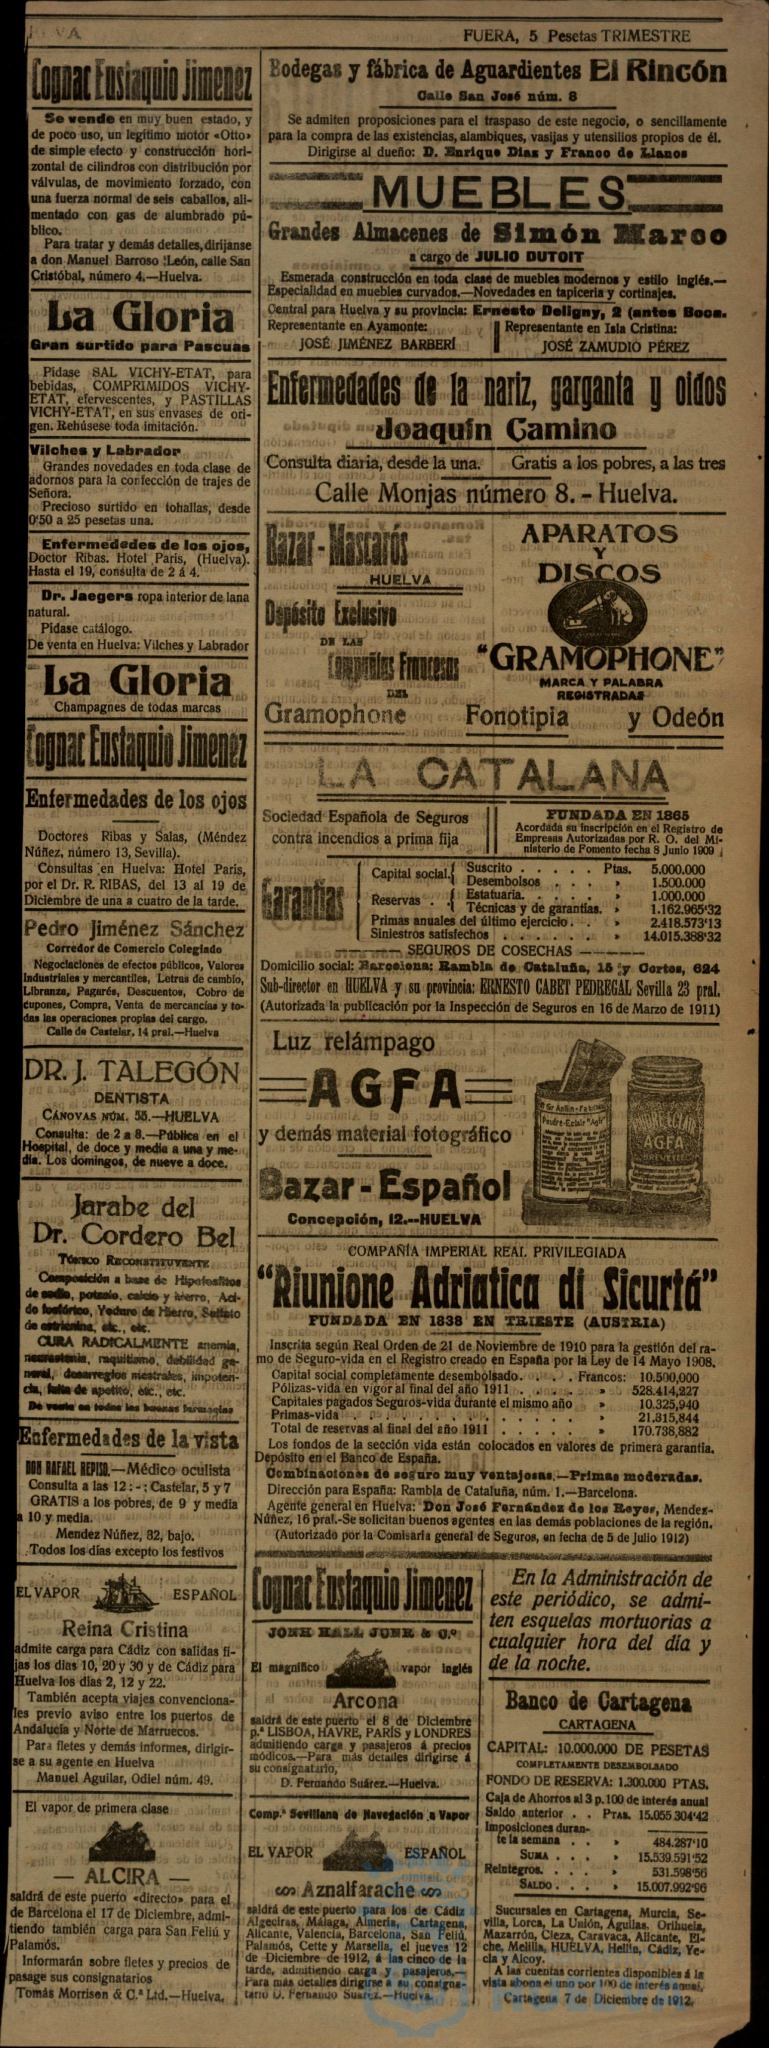 FUERA, 5 Pesetas TRIMESTRE
Cognac Eustaquio Jimenez
Se vende en muy buen estado, y
de poco uso, un legítimo motor «Otto»
de simple efecto y construcción hori-
zontal de cilindros con distribución por
válvulas, de movimiento forzado, con
una fuerza normal de seis caballos, ali-
mentado con gas de alumbrado pú-
blico.
Para tratar y demás detalles, diríjanse
a don Manuel Barroso León, calle San
Cristóbal, número 4.—Huelva.
La Gloria
Gran surtido para Pascuas
Pídase SAL VICHY-ETAT, para
bebidas, COMPRIMIDOS VICHY-
ETAT, efervescentes, y PASTILLAS
VICHY-ETAT, en sus envases de ori-
gen. Rehúsese toda imitación.
Vilches y Labrador
Grandes novedades en toda clase de
adornos para la confección de trajes de
Señora.
Precioso surtido en tohallas, desde
0'50 a 25 pesetas una.
Enfermedades de los ojos,
Doctor Ribas. Hotel París, (Huelva).
Hasta el 19, consulta de 2 á 4.
Dr. Jaegers ropa interior de lana
natural.
Pídase catálogo.
De venta en Huelva: Vilches y Labrador
La Gloria
Champagnes de todas marcas
Cognac Eustaquio Jimenez
Enfermedades de los ojos
Doctores Ribas y Salas, (Méndez
Núñez, número 13, Sevilla).
Consultas en Huelva: Hotel París,
por el Dr. R. RIBAS, del 13 al 19 de
Diciembre de una a cuatro de la tarde.
Pedro Jiménez Sánchez
Corredor de Comercio Colegiado
Negociaciones de efectos públicos, Valores
Industriales y mercantiles, Letras de cambio,
Libranza, Pagarés, Descuentos, Cobro de
cupones, Compra, Venta de mercancías y to-
das las operaciones propias del cargo.
Calle de Castelar, 14 pral.—Huelva
DR. J. TALEGÓN
DENTISTA
CÁNOVAS NÚM. 55.—HUELVA
Consulta: de 2 a 8.—Pública en el
Hospital, de doce y media a una y me-
dia. Los domingos, de nueve a doce.
Jarabe del
Dr. Cordero Bel
TÓNICO RECONSTITUYENTE
Composición a base de Hipofosfitos
de sodio, potasio, calcio y hierro, Aci-
do fosfórico, Yoduro de Hierro, Sulfato
de estricnina, etc., etc.
CURA RADICALMENTE anemia,
neurastenia, raquitismo, debilidad ge-
neral, desarreglos mestrales, impoten-
cia, falta de apetito, etc., etc.
De venta en todas las buenas farmacias
Enfermedades de la vista
DON RAFAEL REPISO.—Médico oculista
Consulta a las 12 :-: Castelar, 5 y 7
GRATIS a los pobres, de 9 y media
a 10 y media.
Mendez Núñez, 32, bajo.
Todos los días excepto los festivos
EL VAPOR ESPAÑOL
Reina Cristina
admite carga para Cádiz con salidas fi-
jas los días 10, 20 y 30 y de Cádiz para
Huelva los días 2, 12 y 22.
También acepta viajes convenciona-
les previo aviso entre los puertos de
Andalucía y Norte de Marruecos.
Para fletes y demás informes, dirigir-
se a su agente en Huelva
Manuel Aguilar, Odiel núm. 49.
El vapor de primera clase
— ALCIRA —
saldrá de este puerto «directo» para el
de Barcelona el 17 de Diciembre, admi-
tiendo también carga para San Feliú y
Palamós.
Informarán sobre fletes y precios de
pasage sus consignatarios
Tomás Morrison & C.ª Ltd.—Huelva.
Bodegas y fábrica de Aguardientes El Rincón
Calle San José núm. 8
Se admiten proposiciones para el traspaso de este negocio, o sencillamente
para la compra de las existencias, alambiques, vasijas y utensilios propios de él.
Dirigirse al dueño: D. Enrique Díaz y Franco de Llanos
MUEBLES
Grandes Almacenes de Simón Marco
a cargo de JULIO DUTOIT
Esmerada construcción en toda clase de muebles modernos y estilo inglés.—
Especialidad en muebles curvados.—Novedades en tapicería y cortinajes.
Central para Huelva y su provincia: Ernesto Deligny, 2 (antes Boca.
Representante en Ayamonte:
JOSÉ JIMÉNEZ BARBERÍ
Representante en Isla Cristina:
JOSÉ ZAMUDIO PÉREZ
Enfermedades de la nariz, garganta y oidos
Joaquín Camino
Consulta diaria, desde la una. Gratis a los pobres, a las tres
Calle Monjas número 8. - Huelva.
Bazar - Mascarós
HUELVA
Depósito Exclusivo
DE LAS
Compañías Francesas
DEL
APARATOS
Y
DISCOS
"GRAMOPHONE"
MARCA Y PALABRA
REGISTRADAS
Gramophone Fonotipia y Odeón
LA CATALANA
Sociedad Española de Seguros
contra incendios a prima fija
FUNDADA EN 1865
Acordada su inscripción en el Registro de
Empresas Autorizadas por R. O. del Mi-
nisterio de Fomento fecha 8 Junio 1909
Garantías
Capital social. Suscrito . . . . . Ptas. 5.000.000
Desembolsos . . . » 1.500.000
Reservas . Estatuaria. . . . . » 1.000.000
Técnicas y de garantías. » 1.162.965'32
Primas anuales del último ejercicio. . » 2.418.573'13
Siniestros satisfechos . . . . . » 14.015.388'32
SEGUROS DE COSECHAS
Domicilio social: Barcelona: Rambla de Cataluña, 15 y Cortes, 624
Sub-director en HUELVA y su provincia: ERNESTO CABET PEDREGAL Sevilla 23 pral.
(Autorizada la publicación por la Inspección de Seguros en 16 de Marzo de 1911)
Luz relámpago
AGFA
y demás material fotográfico
Bazar - Español
Concepción, 12.--HUELVA
AGFA
COMPAÑÍA IMPERIAL REAL PRIVILEGIADA
"Riunione Adriatica di Sicurtá"
FUNDADA EN 1838 EN TRIESTE (AUSTRIA)
Inscrita según Real Orden de 21 de Noviembre de 1910 para la gestión del ra-
mo de Seguro-vida en el Registro creado en España por la Ley de 14 Mayo 1908.
Capital social completamente desembolsado. . . . Francos: 10.500,000
Pólizas-vida en vigor al final del año 1911 . . . . » 528.414,227
Capitales pagados Seguros-vida durante el mismo año » 10.325,940
Primas-vida . . . . . » 21.315,844
Total de reservas al final del año 1911 . . . . . » 170.738,882
Los fondos de la sección vida están colocados en valores de primera garantía.
Depósito en el Banco de España.
Combinaciones de seguro muy ventajosas.—Primas moderadas.
Dirección para España: Rambla de Cataluña, núm. 1.—Barcelona.
Agente general en Huelva: Don José Fernández de los Reyes, Mendez-
Núñez, 16 pral.-Se solicitan buenos agentes en las demás poblaciones de la región.
(Autorizado por la Comisaría general de Seguros, en fecha de 5 de Julio 1912)
Cognac Eustaquio Jimenez
JOHN HALL JUNR & C.º
El magnífico vapor inglés
Arcona
saldrá de este puerto el 8 de Diciembre
p.ª LISBOA, HAVRE, PARÍS y LONDRES
admitiendo carga y pasajeros á precios
módicos.—Para más detalles dirigirse á
su consignatario,
D. Fernando Suárez.—Huelva.
Comp.ª Sevillana de Navegación a Vapor
EL VAPOR ESPAÑOL
Aznalfarache
saldrá de este puerto para los de Cádiz
Algeciras, Málaga, Almería, Cartagena,
Alicante, Valencia, Barcelona, San Feliú,
Palamós, Cette y Marsella, el jueves 12
de Diciembre de 1912, á las cinco de la
tarde, admitiendo carga y pasajeros.—
Para más detalles dirigirse á su consigna-
tario D. Fernando Suárez.—Huelva.
En la Administración de
este periódico, se admi-
ten esquelas mortuorias a
cualquier hora del día y
de la noche.
Banco de Cartagena
CARTAGENA
CAPITAL: 10.000.000 DE PESETAS
COMPLETAMENTE DESEMBOLSADO
FONDO DE RESERVA: 1.300.000 PTAS.
Caja de Ahorros al 3 p. 100 de interés anual
Saldo anterior . . PTAS. 15.055.304'42
Imposiciones duran-
te la semana . . » 484.287'10
SUMA . . . » 15.539.591'52
Reintegros. . . . » 531.598'56
SALDO. . . . » 15.007.992'96
Sucursales en Cartagena, Murcia, Se-
villa, Lorca, La Unión, Aguilas, Orihuela,
Mazarrón, Cieza, Caravaca, Alicante, El-
che, Melilla, HUELVA, Hellín, Cádiz, Ye-
cla y Alcoy.
A las cuentas corrientes disponibles á la
vista abona el uno por 100 de interés anual.
Cartagena 7 de Diciembre de 1912.